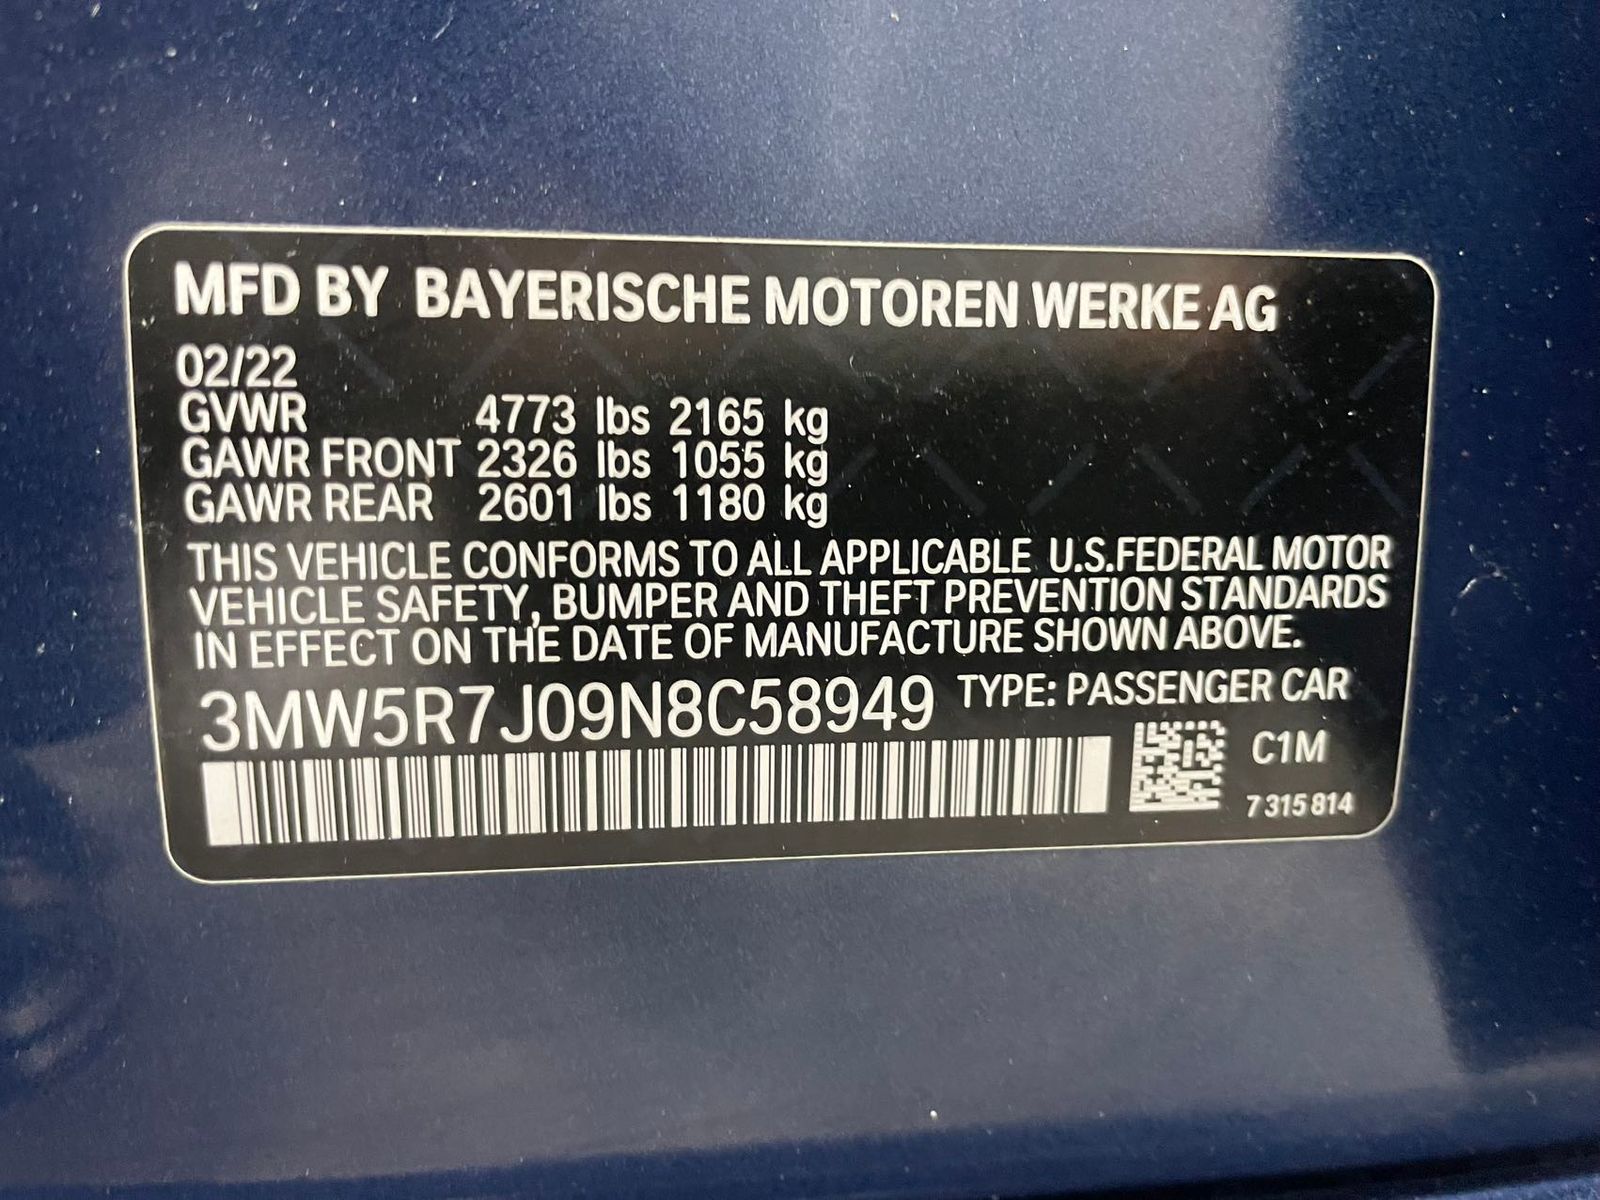 MFD BY BAYERISCHE MOTOREN WERKE AG
02/22
GVWR 4773 lbs 2165 kg
GAWR FRONT 2326 lbs 1055 kg
GAWR REAR 2601 lbs 1180 kg
THIS VEHICLE CONFORMS TO ALL APPLICABLE U.S.FEDERAL MOTOR
VEHICLE SAFETY, BUMPER AND THEFT PREVENTION STANDARDS
IN EFFECT ON THE DATE OF MANUFACTURE SHOWN ABOVE.
3MW5R7J09N8C58949 TYPE: PASSENGER CAR
C1M
7 315 814